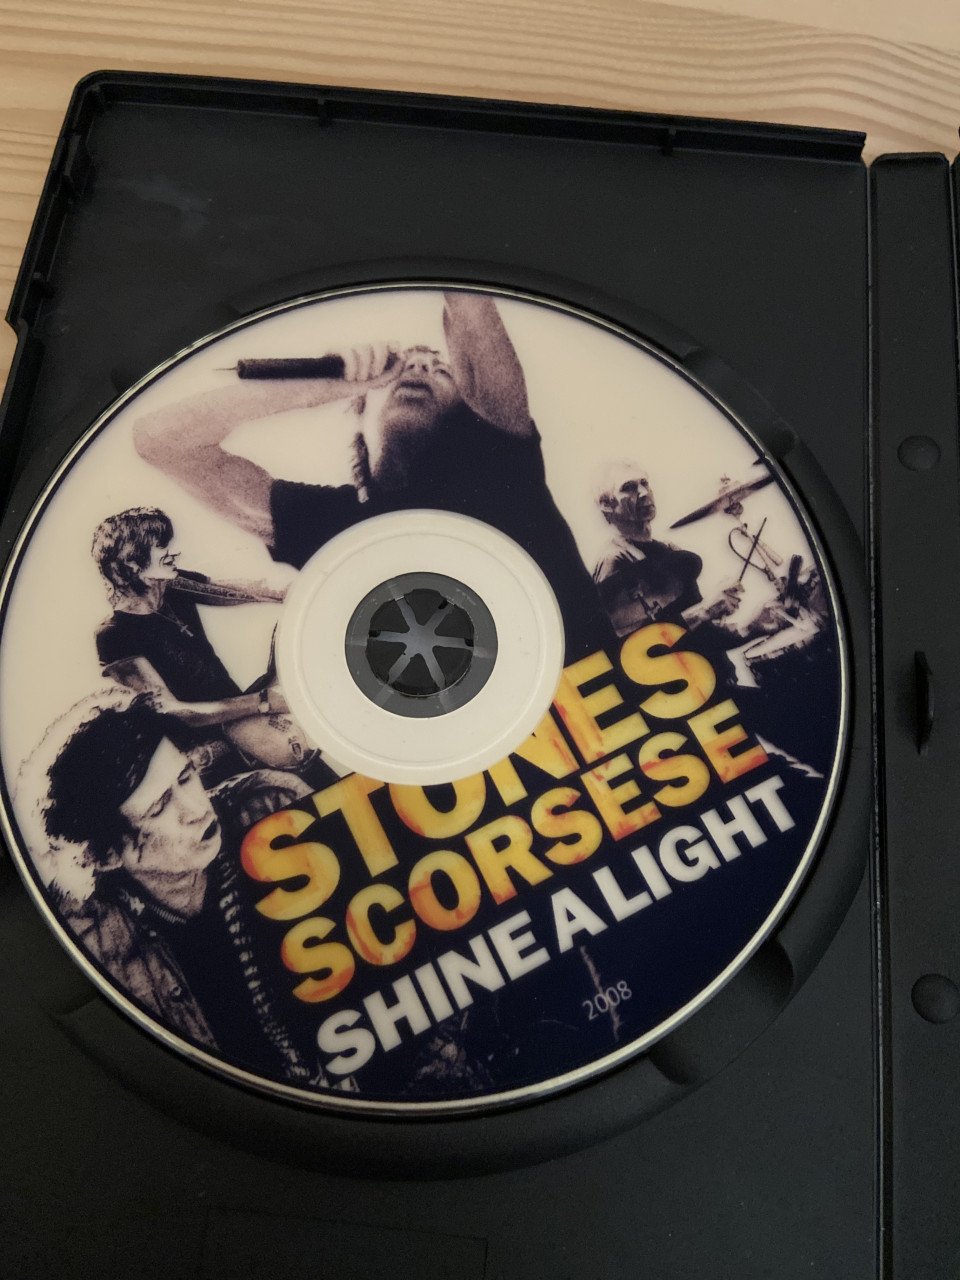 STONES
SCORSESE
SHINE A LIGHT
2008